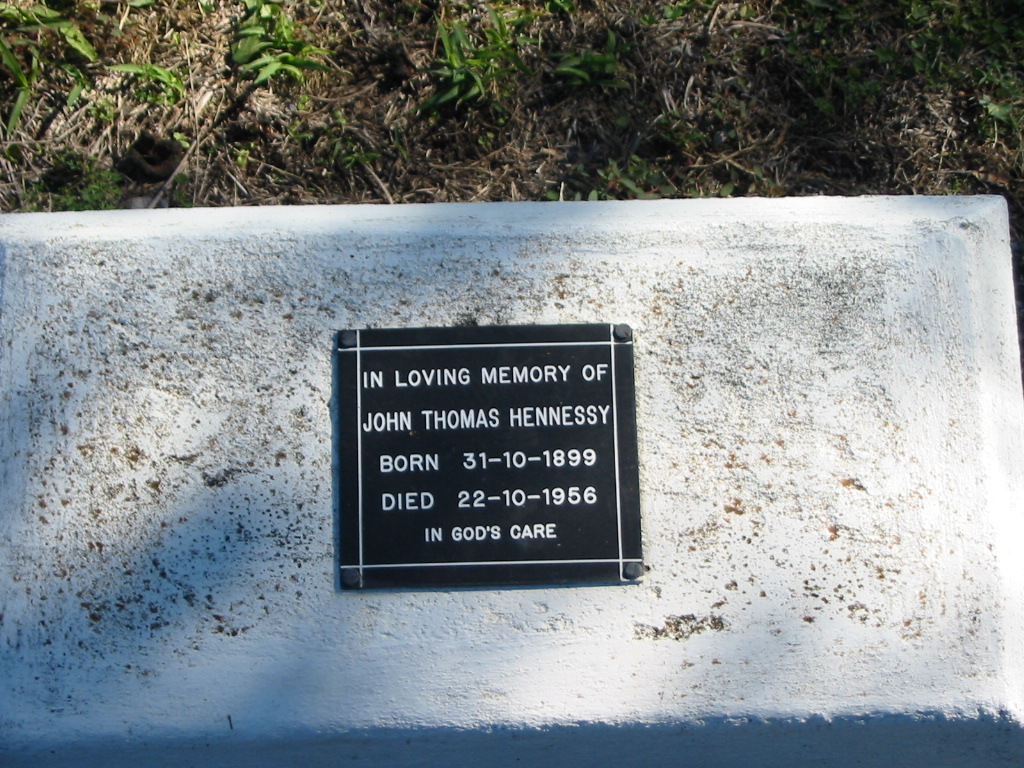 IN LOVING MEMORY OF
JOHN THOMAS HENNESSY
BORN 31-10-1899
DIED 22-10-1956
IN GOD'S CARE